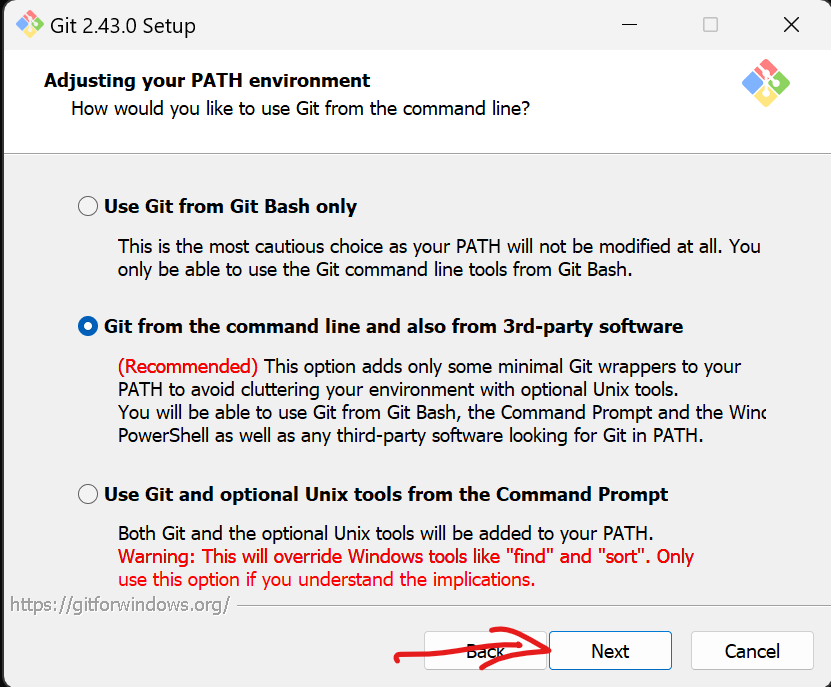 Git 2.43.0 Setup
Adjusting your PATH environment
How would you like to use Git from the command line?
Use Git from Git Bash only
This is the most cautious choice as your PATH will not be modified at all. You
only be able to use the Git command line tools from Git Bash.
Git from the command line and also from 3rd-party software
(Recommended) This option adds only some minimal Git wrappers to your
PATH to avoid cluttering your environment with optional Unix tools.
You will be able to use Git from Git Bash, the Command Prompt and the
PowerShell as well as any third-party software looking for Git in PATH.
Use Git and optional Unix tools from the Command Prompt
Both Git and the optional Unix tools will be added to your PATH.
Warning: This will override Windows tools like "find" and "sort". Only
use this option if you understand the implications.
https://gitforwindows.org/
Back Next Cancel